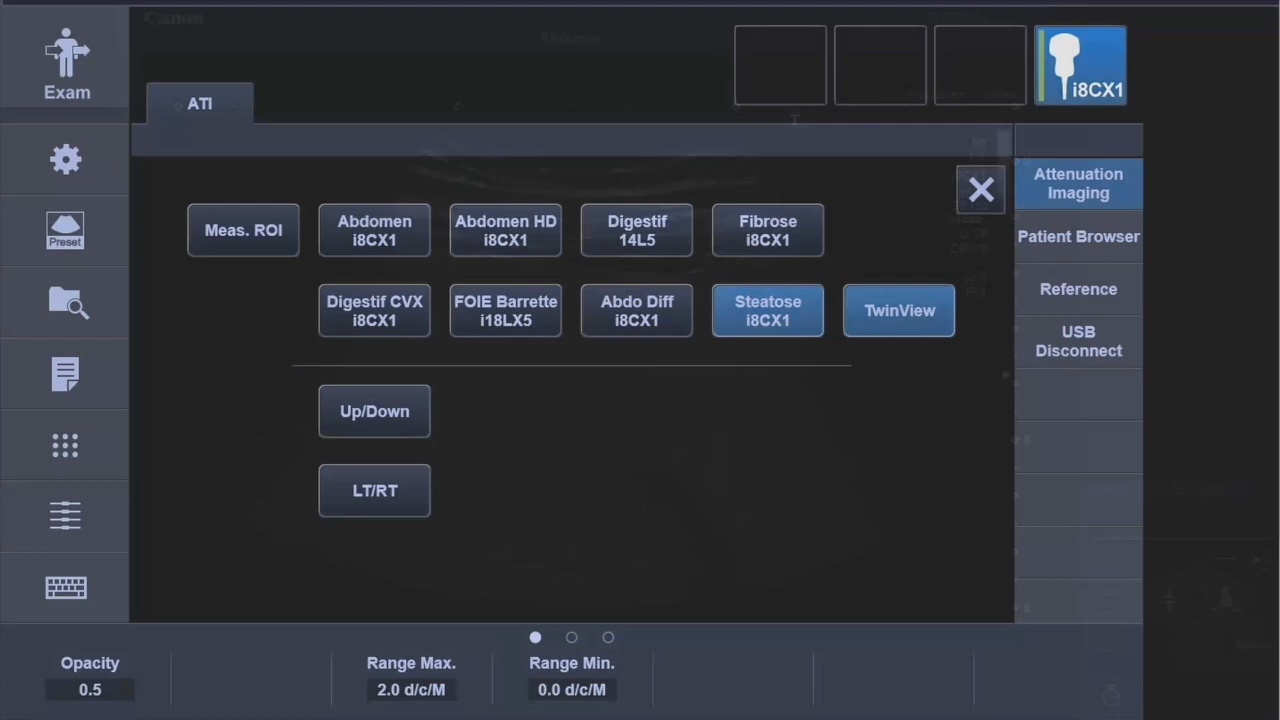 Canon
Exam
i8CX1
ATI
Attenuation
Imaging
Meas. ROI
Abdomen
i8CX1
Abdomen HD
i8CX1
Digestif
14L5
Fibrose
i8CX1
Preset
Patient Browser
Digestif CVX
i8CX1
FOIE Barrette
i18LX5
Abdo Diff
i8CX1
Steatose
i8CX1
TwinView
Reference
USB
Disconnect
Up/Down
LT/RT
Opacity
0.5
Range Max.
2.0 d/c/M
Range Min.
0.0 d/c/M